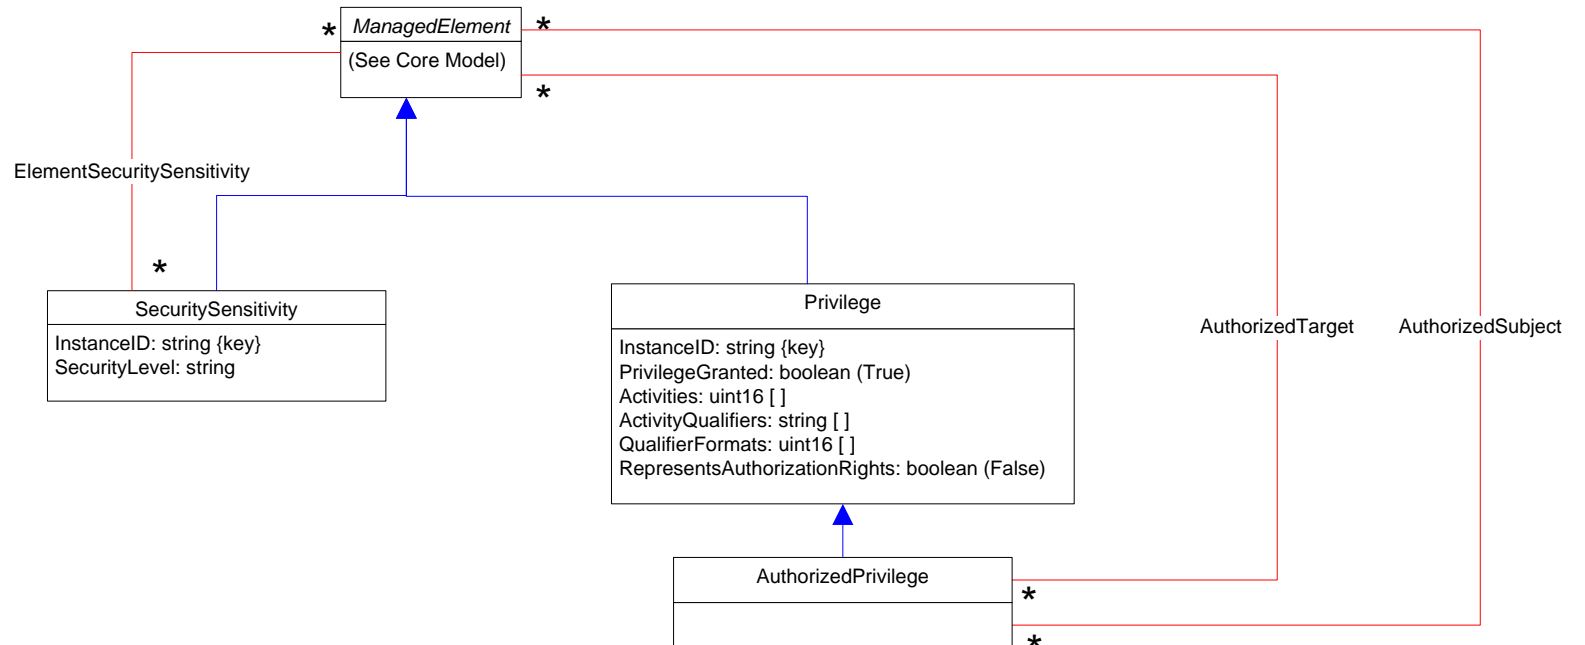 *
ManagedElement
*
(See Core Model)
*
ElementSecuritySensitivity
*
SecuritySensitivity
InstanceID: string {key}
SecurityLevel: string
Privilege
InstanceID: string {key}
PrivilegeGranted: boolean (True)
Activities: uint16 [ ]
ActivityQualifiers: string [ ]
QualifierFormats: uint16 [ ]
RepresentsAuthorizationRights: boolean (False)
AuthorizedTarget
AuthorizedSubject
AuthorizedPrivilege
*
*